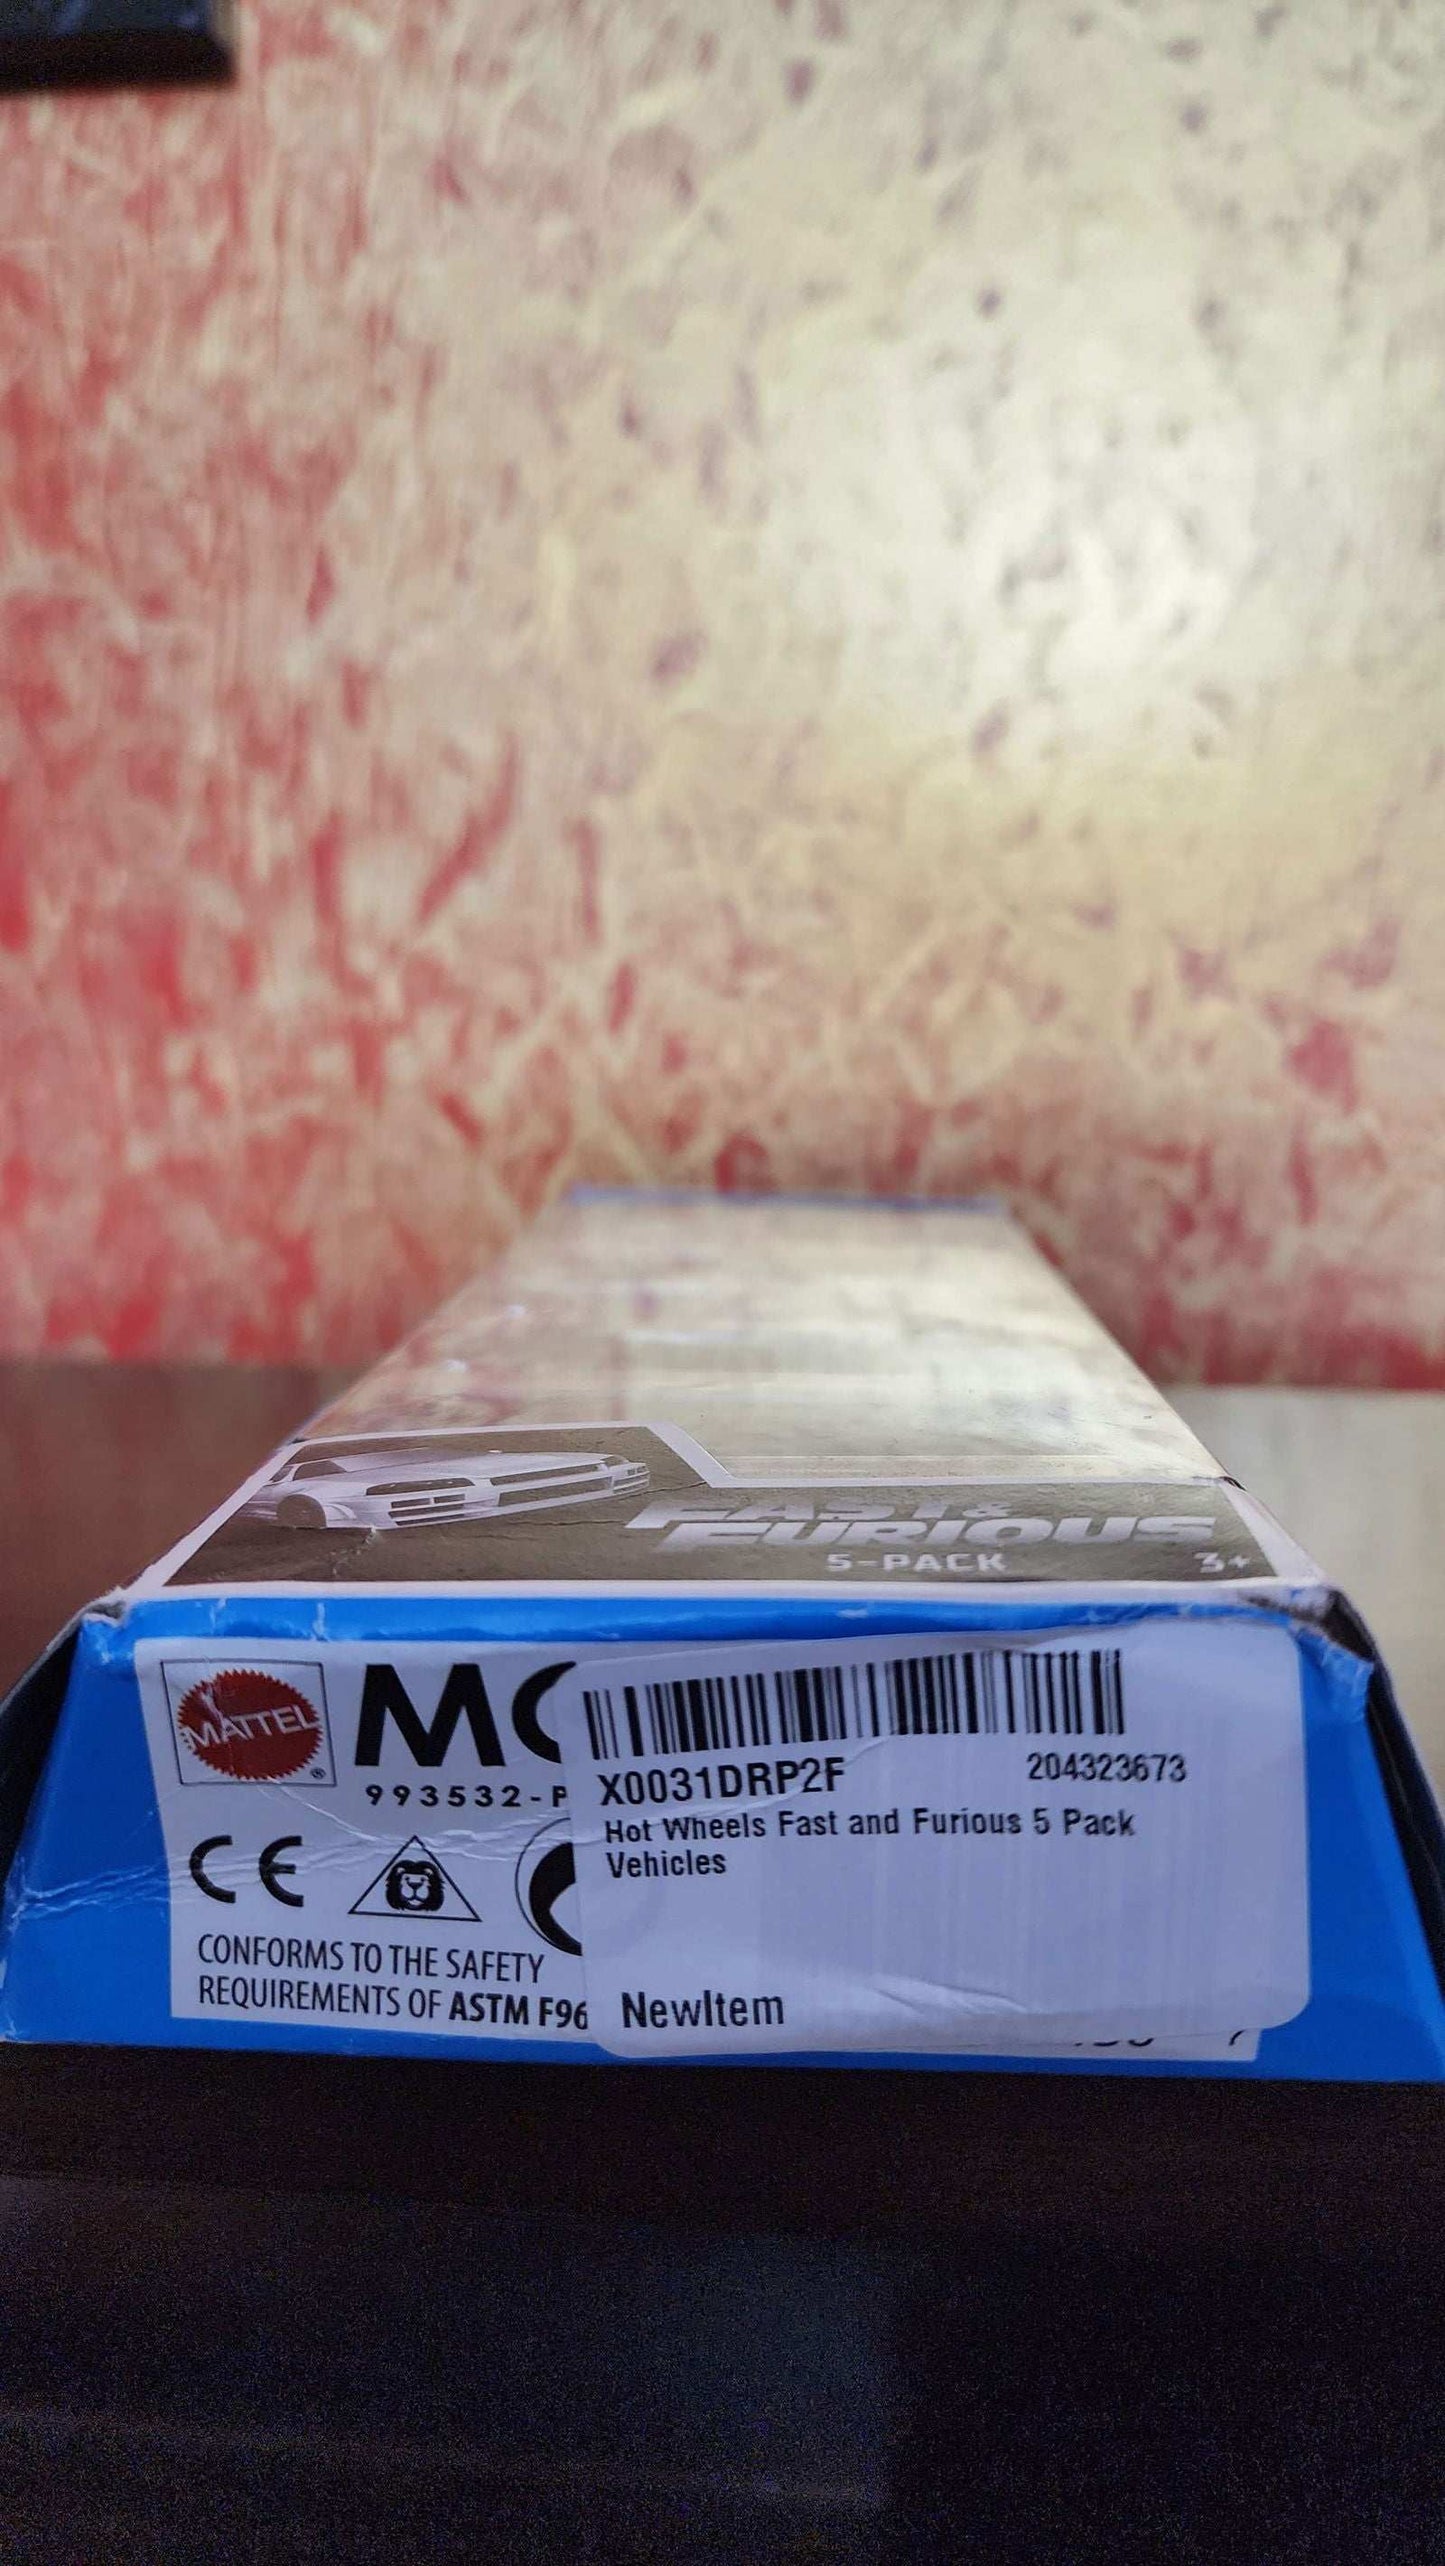 FAST &
FURIOUS
5-PACK
3+
MATTEL
®
993532-P
X0031DRP2F
204323673
Hot Wheels Fast and Furious 5 Pack
Vehicles
CE
CONFORMS TO THE SAFETY
REQUIREMENTS OF ASTM F96
NewItem